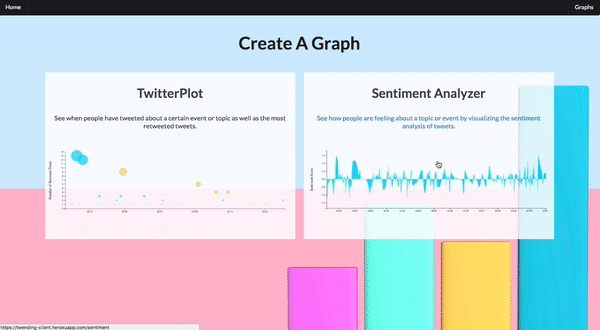 Home
Graphs
Create A Graph
TwitterPlot
See when people have tweeted about a certain event or topic as well as the most
retweeted tweets.
Sentiment Analyzer
See how people are feeling about a topic or event by visualizing the sentiment
analysis of tweets.
https://twending-client.herokuapp.com/sentiment